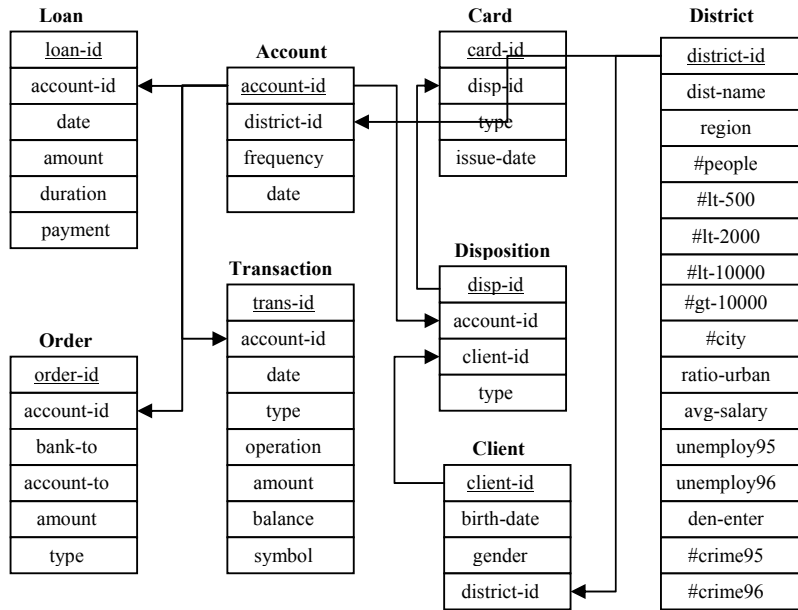 Loan
loan-id
account-id
date
amount
duration
payment
Account
account-id
district-id
frequency
date
Card
card-id
disp-id
type
issue-date
District
district-id
dist-name
region
#people
#lt-500
#lt-2000
#lt-10000
#gt-10000
#city
ratio-urban
avg-salary
unemploy95
unemploy96
den-enter
#crime95
#crime96
Transaction
trans-id
account-id
date
type
operation
amount
balance
symbol
Disposition
disp-id
account-id
client-id
type
Order
order-id
account-id
bank-to
account-to
amount
type
Client
client-id
birth-date
gender
district-id